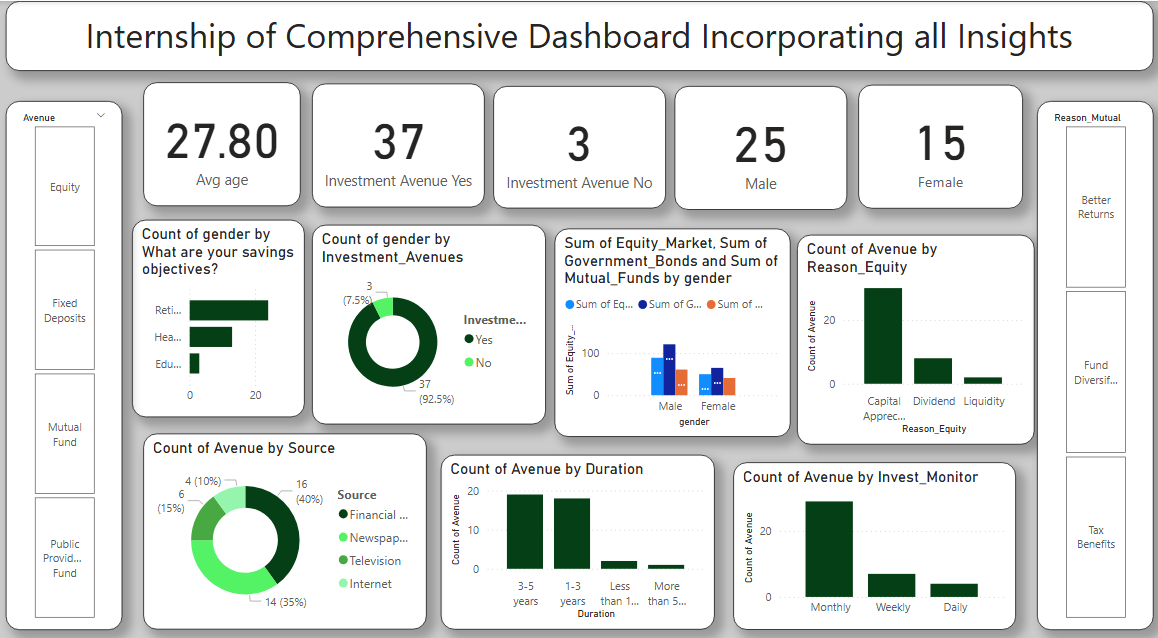 Internship of Comprehensive Dashboard Incorporating all Insights
Avenue
Equity
Fixed
Deposits
Mutual
Fund
Public
Provid...
Fund
27.80
Avg age
37
Investment Avenue Yes
3
Investment Avenue No
25
Male
15
Female
Reason_Mutual
Better
Returns
Fund
Diversif...
Tax
Benefits
Count of gender by
What are your savings
objectives?
Reti...
Hea...
Edu...
0
20
Count of gender by
Investment_Avenues
3
(7.5%)
37
(92.5%)
Investme...
Yes
No
Sum of Equity_Market, Sum of
Government_Bonds and Sum of
Mutual_Funds by gender
Sum of Eq...
Sum of G...
Sum of ...
Sum of Equity_...
100
0
...
...
...
...
...
Male
Female
gender
Count of Avenue by
Reason_Equity
Count of Avenue
20
0
Capital
Apprec...
Dividend
Liquidity
Reason_Equity
Count of Avenue by Source
4 (10%)
6
(15%)
16
(40%)
14 (35%)
Source
Financial ...
Newspap...
Television
Internet
Count of Avenue by Duration
Count of Avenue
20
10
0
3-5
years
1-3
years
Less
than 1...
More
than 5...
Duration
Count of Avenue by Invest_Monitor
Count of Avenue
20
0
Monthly
Weekly
Daily